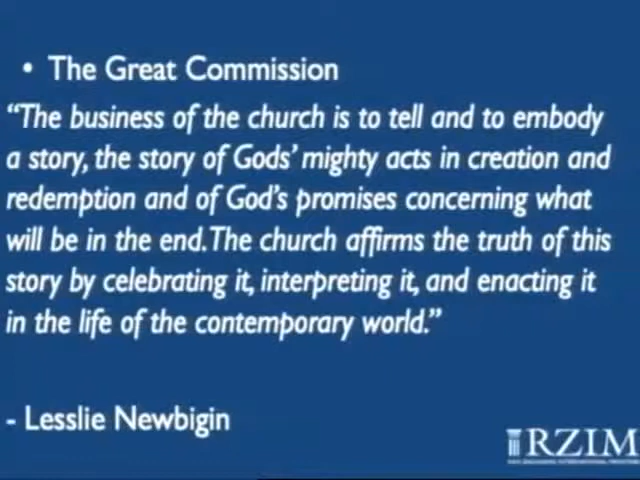 • The Great Commission
“The business of the church is to tell and to embody
a story, the story of Gods’ mighty acts in creation and
redemption and of God’s promises concerning what
will be in the end. The church affirms the truth of this
story by celebrating it, interpreting it, and enacting it
in the life of the contemporary world.”
- Lesslie Newbigin
RZIM